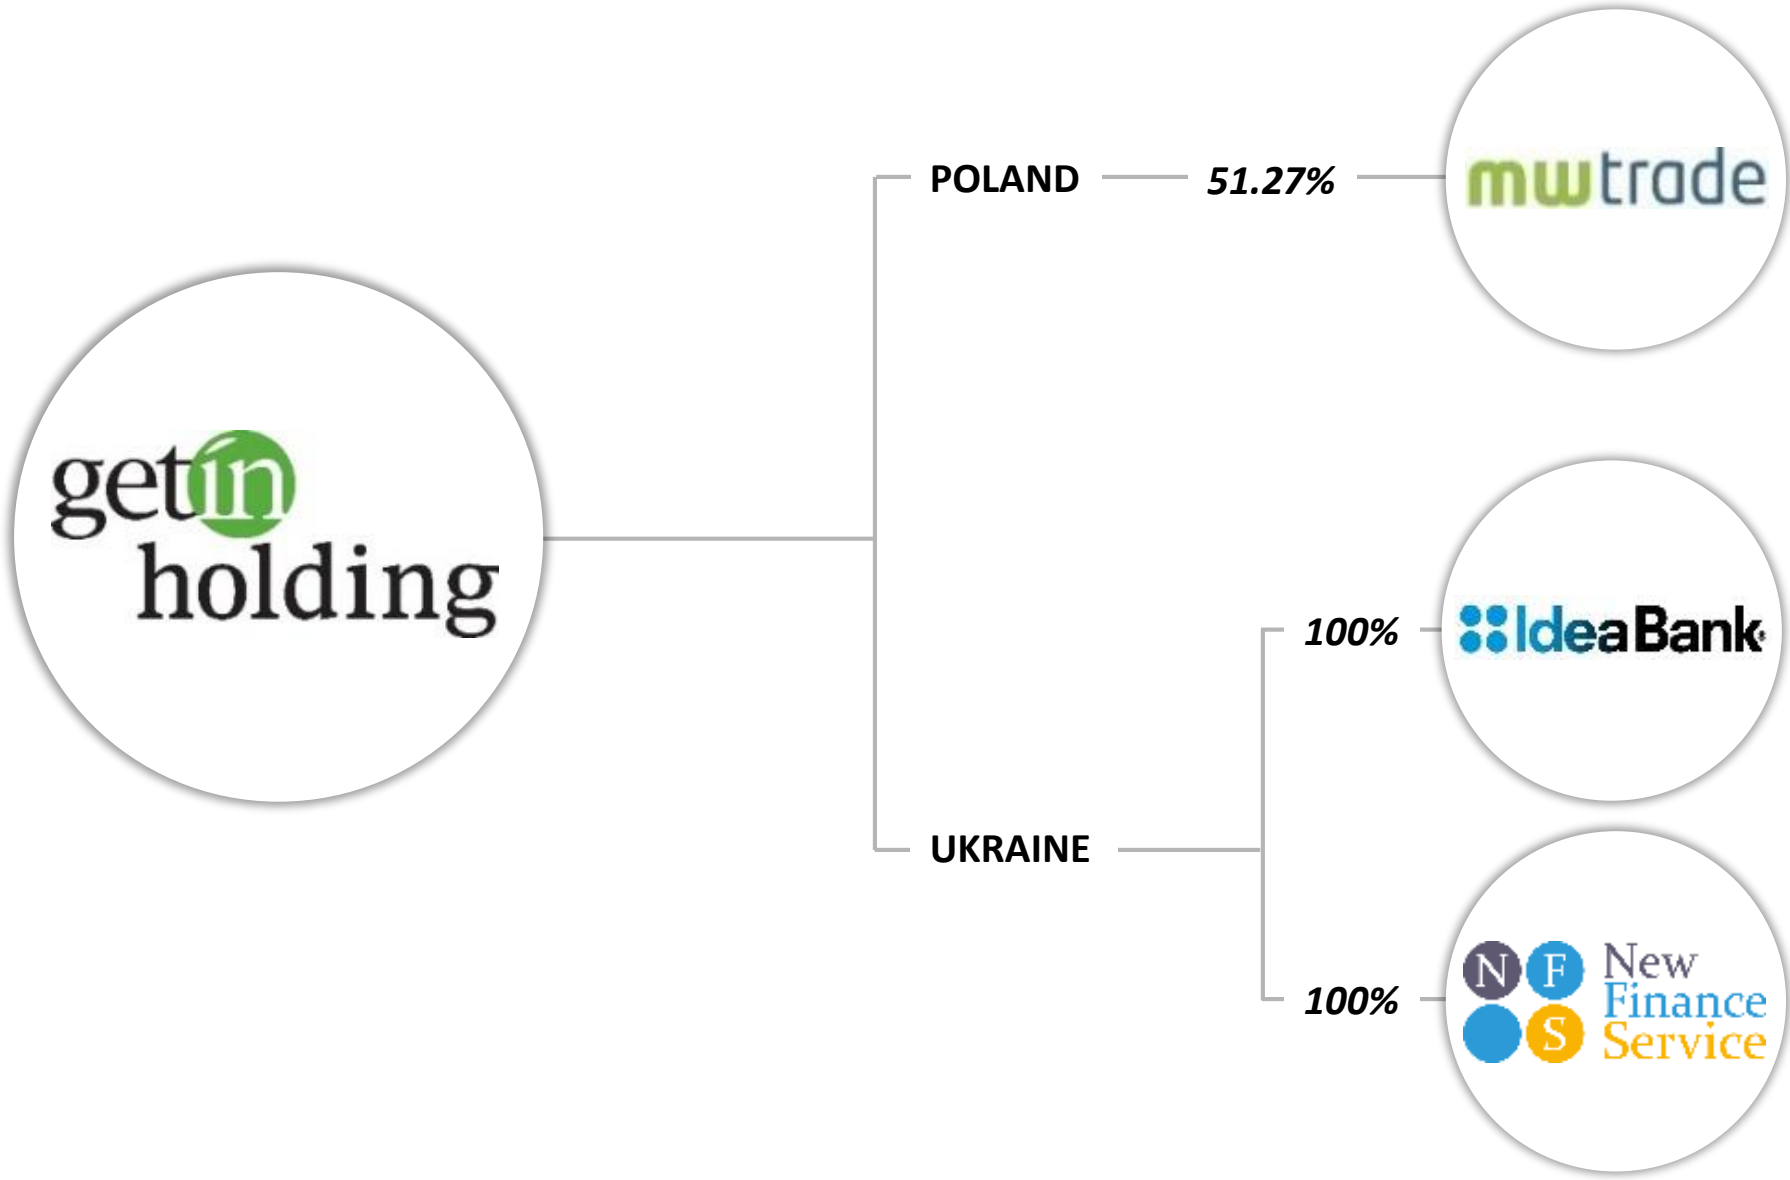 getin
holding
POLAND
51.27%
mwtrade
UKRAINE
100%
IdeaBank
100%
N F
S
New
Finance
Service